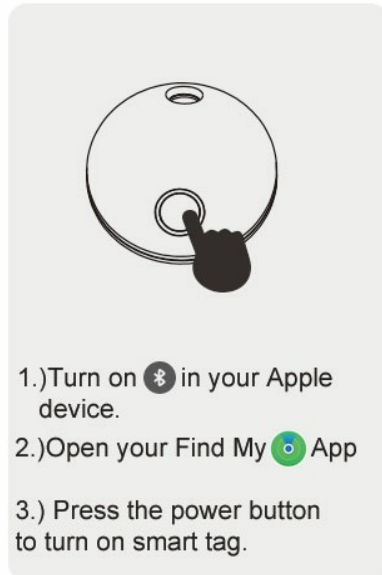 1.)Turn on in your Apple
device.
2.)Open your Find My App
3.) Press the power button
to turn on smart tag.